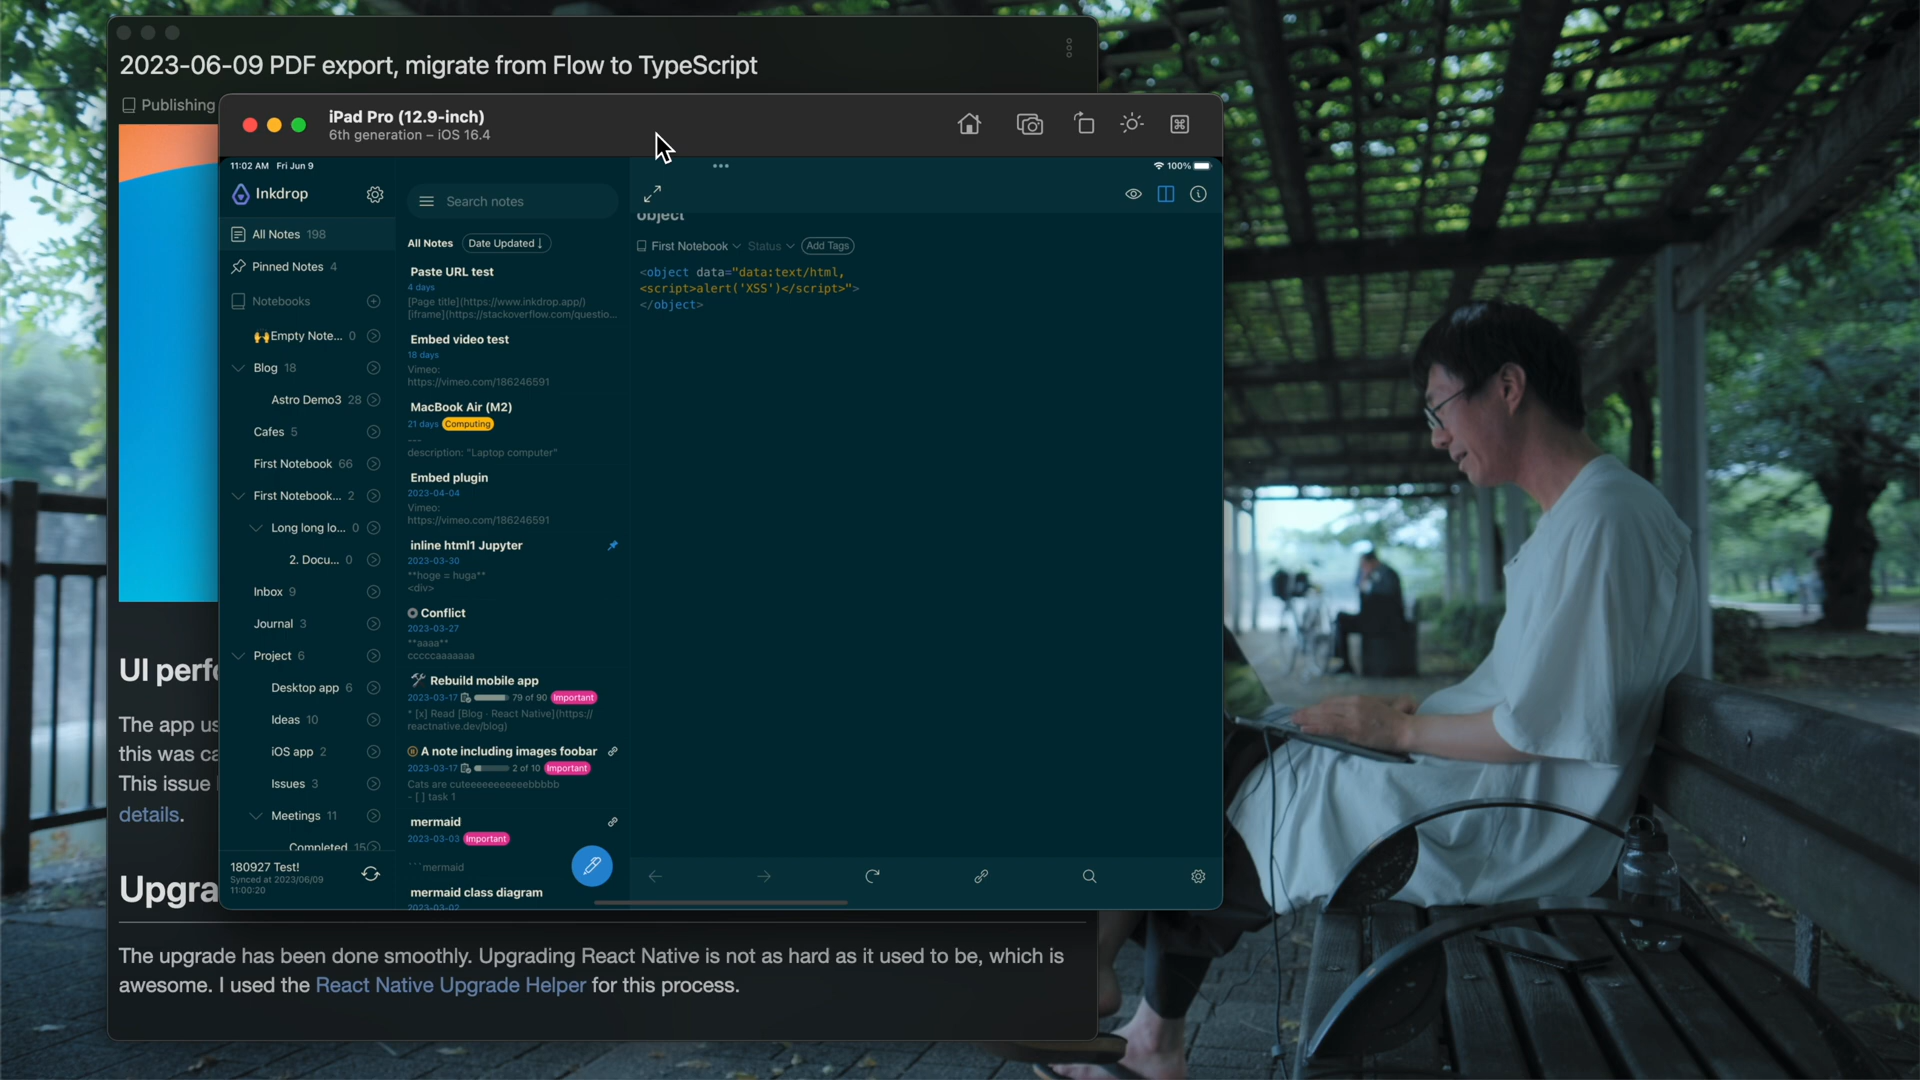 2023-06-09 PDF export, migrate from Flow to TypeScript
Publishing
iPad Pro (12.9-inch)
6th generation – iOS 16.4
11:02 AM Fri Jun 9
100%
Inkdrop
All Notes 198
Pinned Notes 4
Notebooks
🙌Empty Note... 0
Blog 18
Astro Demo3 28
Cafes 5
First Notebook 66
First Notebook... 2
Long long lo... 0
2. Docu... 0
Inbox 9
Journal 3
Project 6
Desktop app 6
Ideas 10
iOS app 2
Issues 3
Meetings 11
Completed 15
180927 Test!
Synced at 2023/06/09
11:00:20
Search notes
All Notes Date Updated ↓
Paste URL test
4 days
[Page title](https://www.inkdrop.app/)
[iframe](https://stackoverflow.com/questio...
Embed video test
18 days
Vimeo:
https://vimeo.com/186246591
MacBook Air (M2)
21 days Computing
---
description: "Laptop computer"
Embed plugin
2023-04-04
Vimeo:
https://vimeo.com/186246591
inline html1 Jupyter
2023-03-30
**hoge = huga**
<div>
Conflict
2023-03-27
**aaaa**
cccccaaaaaaa
🛠 Rebuild mobile app
2023-03-17 79 of 90 Important
* [x] Read [Blog · React Native](https://
reactnative.dev/blog)
A note including images foobar
2023-03-17 2 of 10 Important
Cats are cuteeeeeeeeeebbbbb
- [ ] task 1
mermaid
2023-03-03 Important
```mermaid
mermaid class diagram
2023-03-02
object
First Notebook Status Add Tags
<object data="data:text/html,
<script>alert('XSS')</script>">
</object>
UI perf
The app us
this was ca
This issue
details.
Upgra
The upgrade has been done smoothly. Upgrading React Native is not as hard as it used to be, which is
awesome. I used the React Native Upgrade Helper for this process.